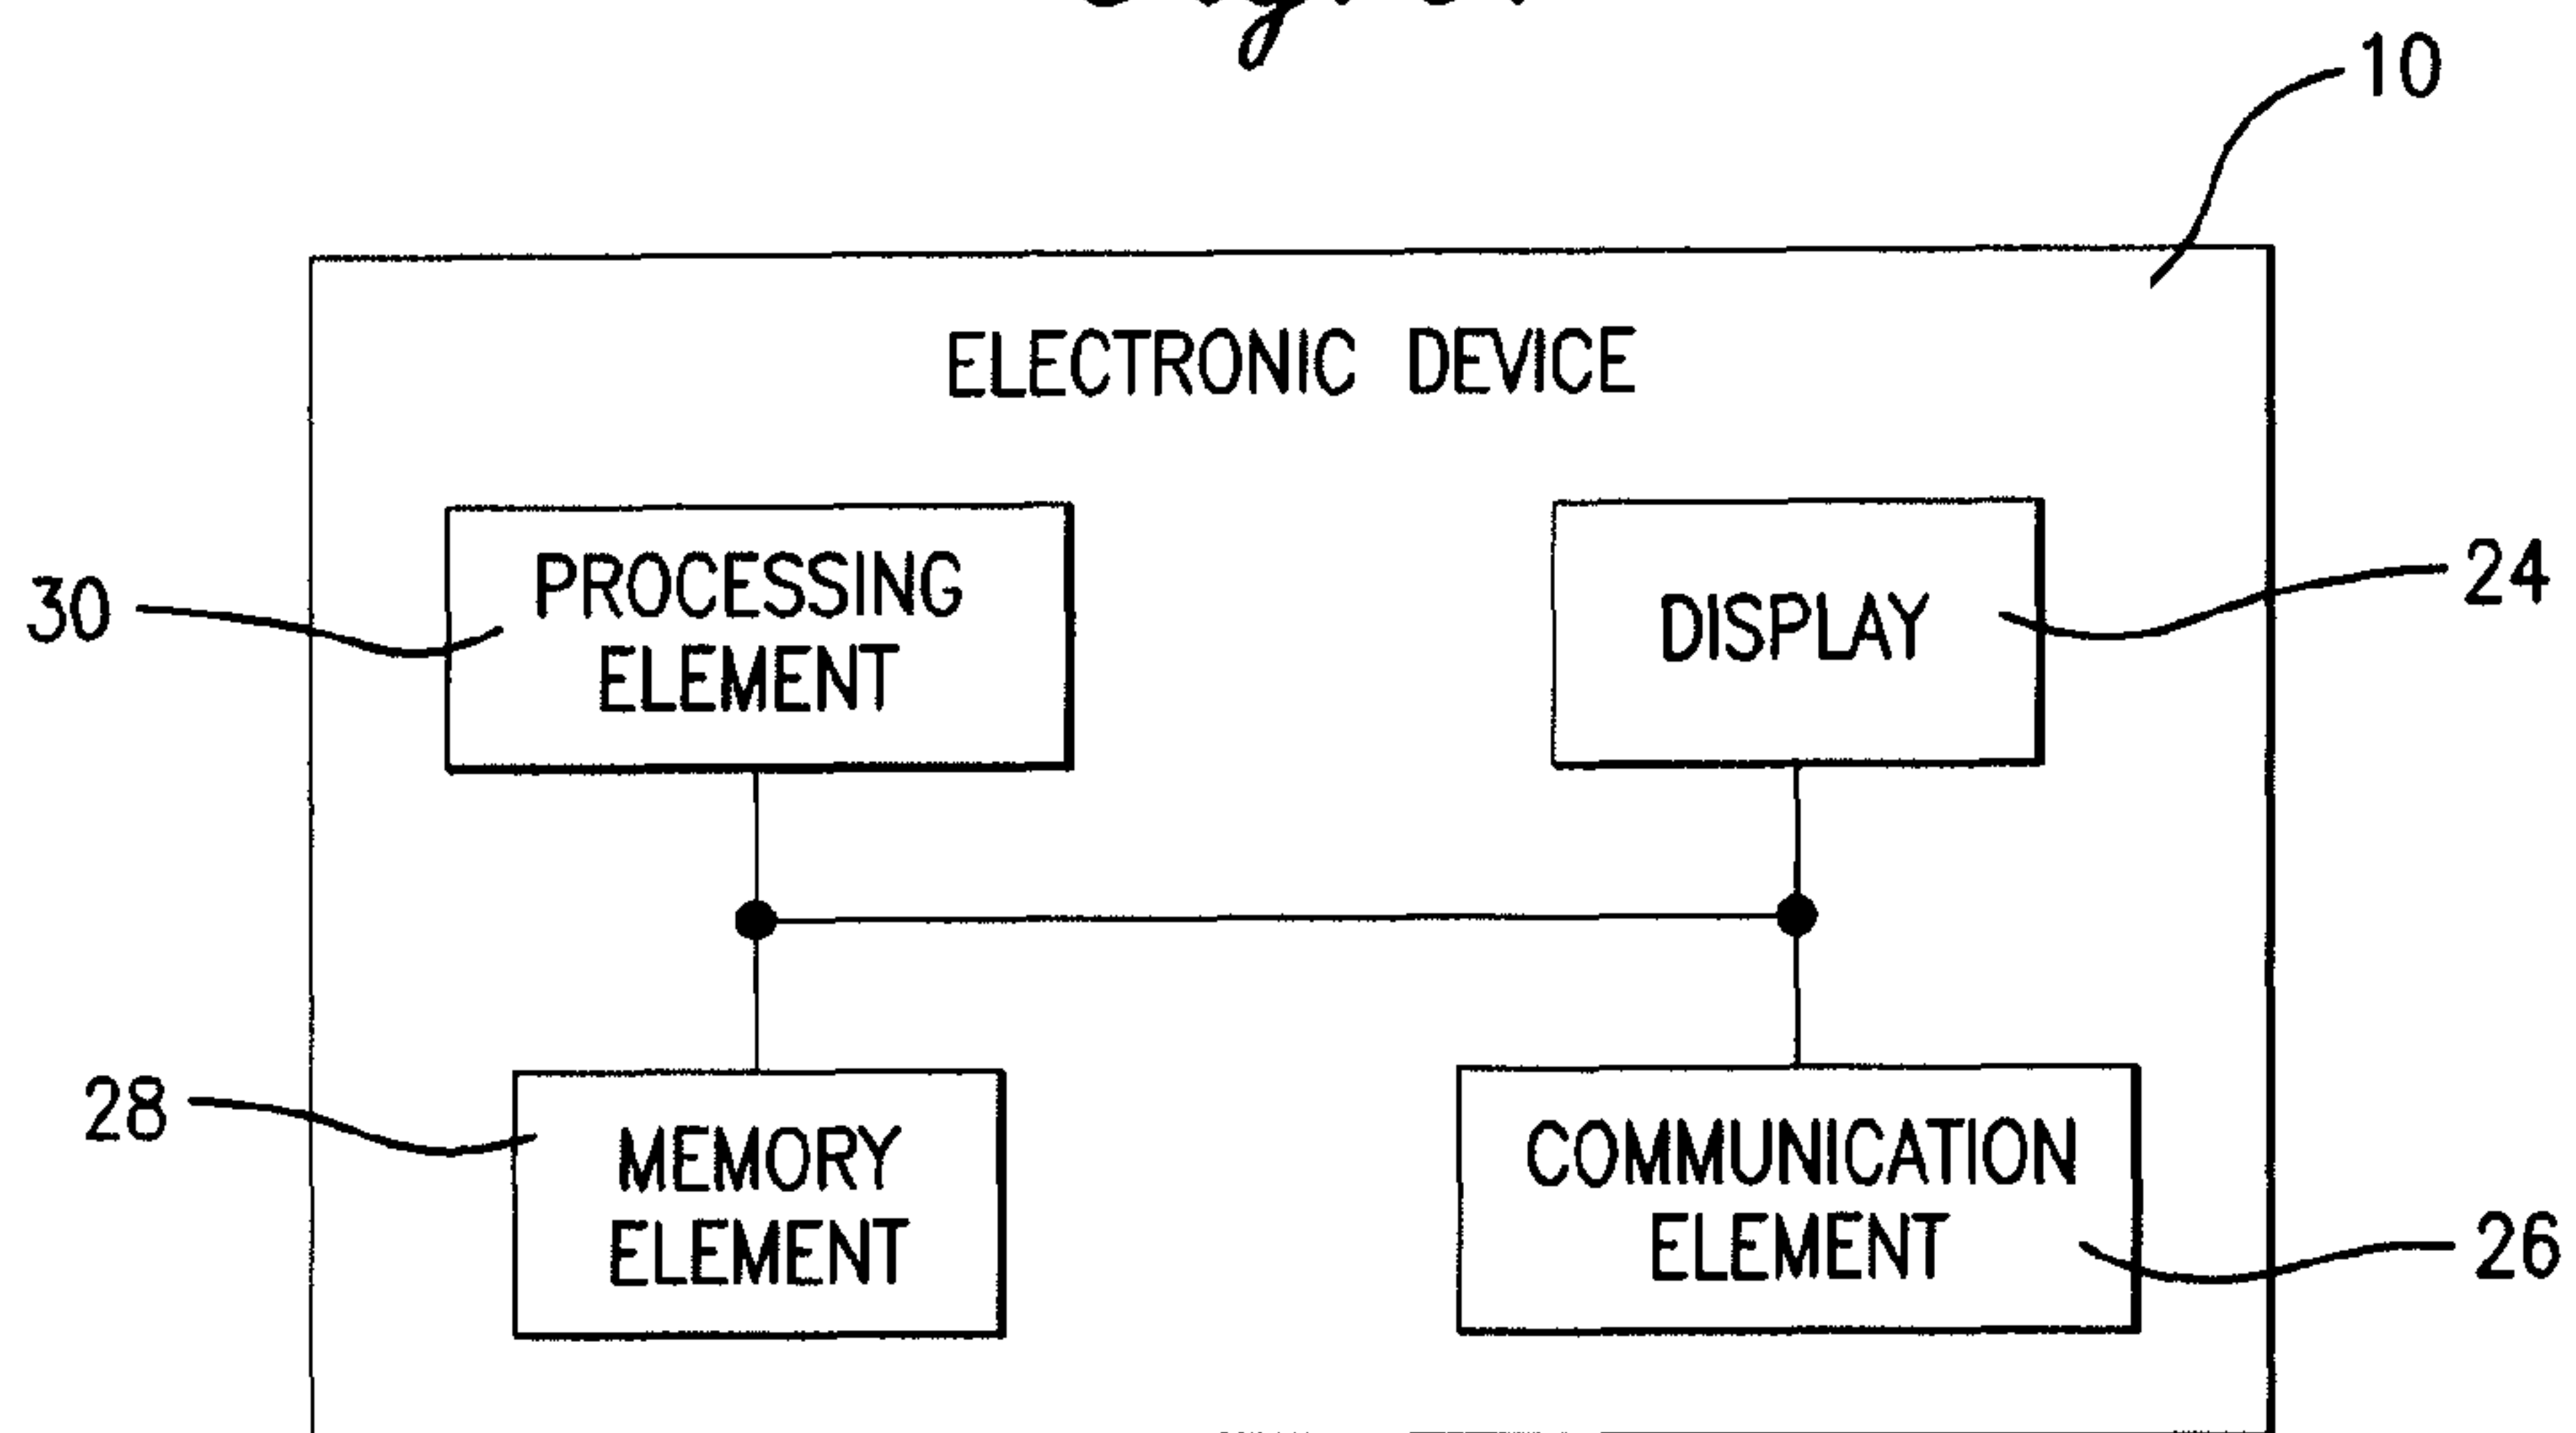 10
ELECTRONIC DEVICE
PROCESSING
ELEMENT
DISPLAY
30
24
MEMORY
ELEMENT
COMMUNICATION
ELEMENT
28
26